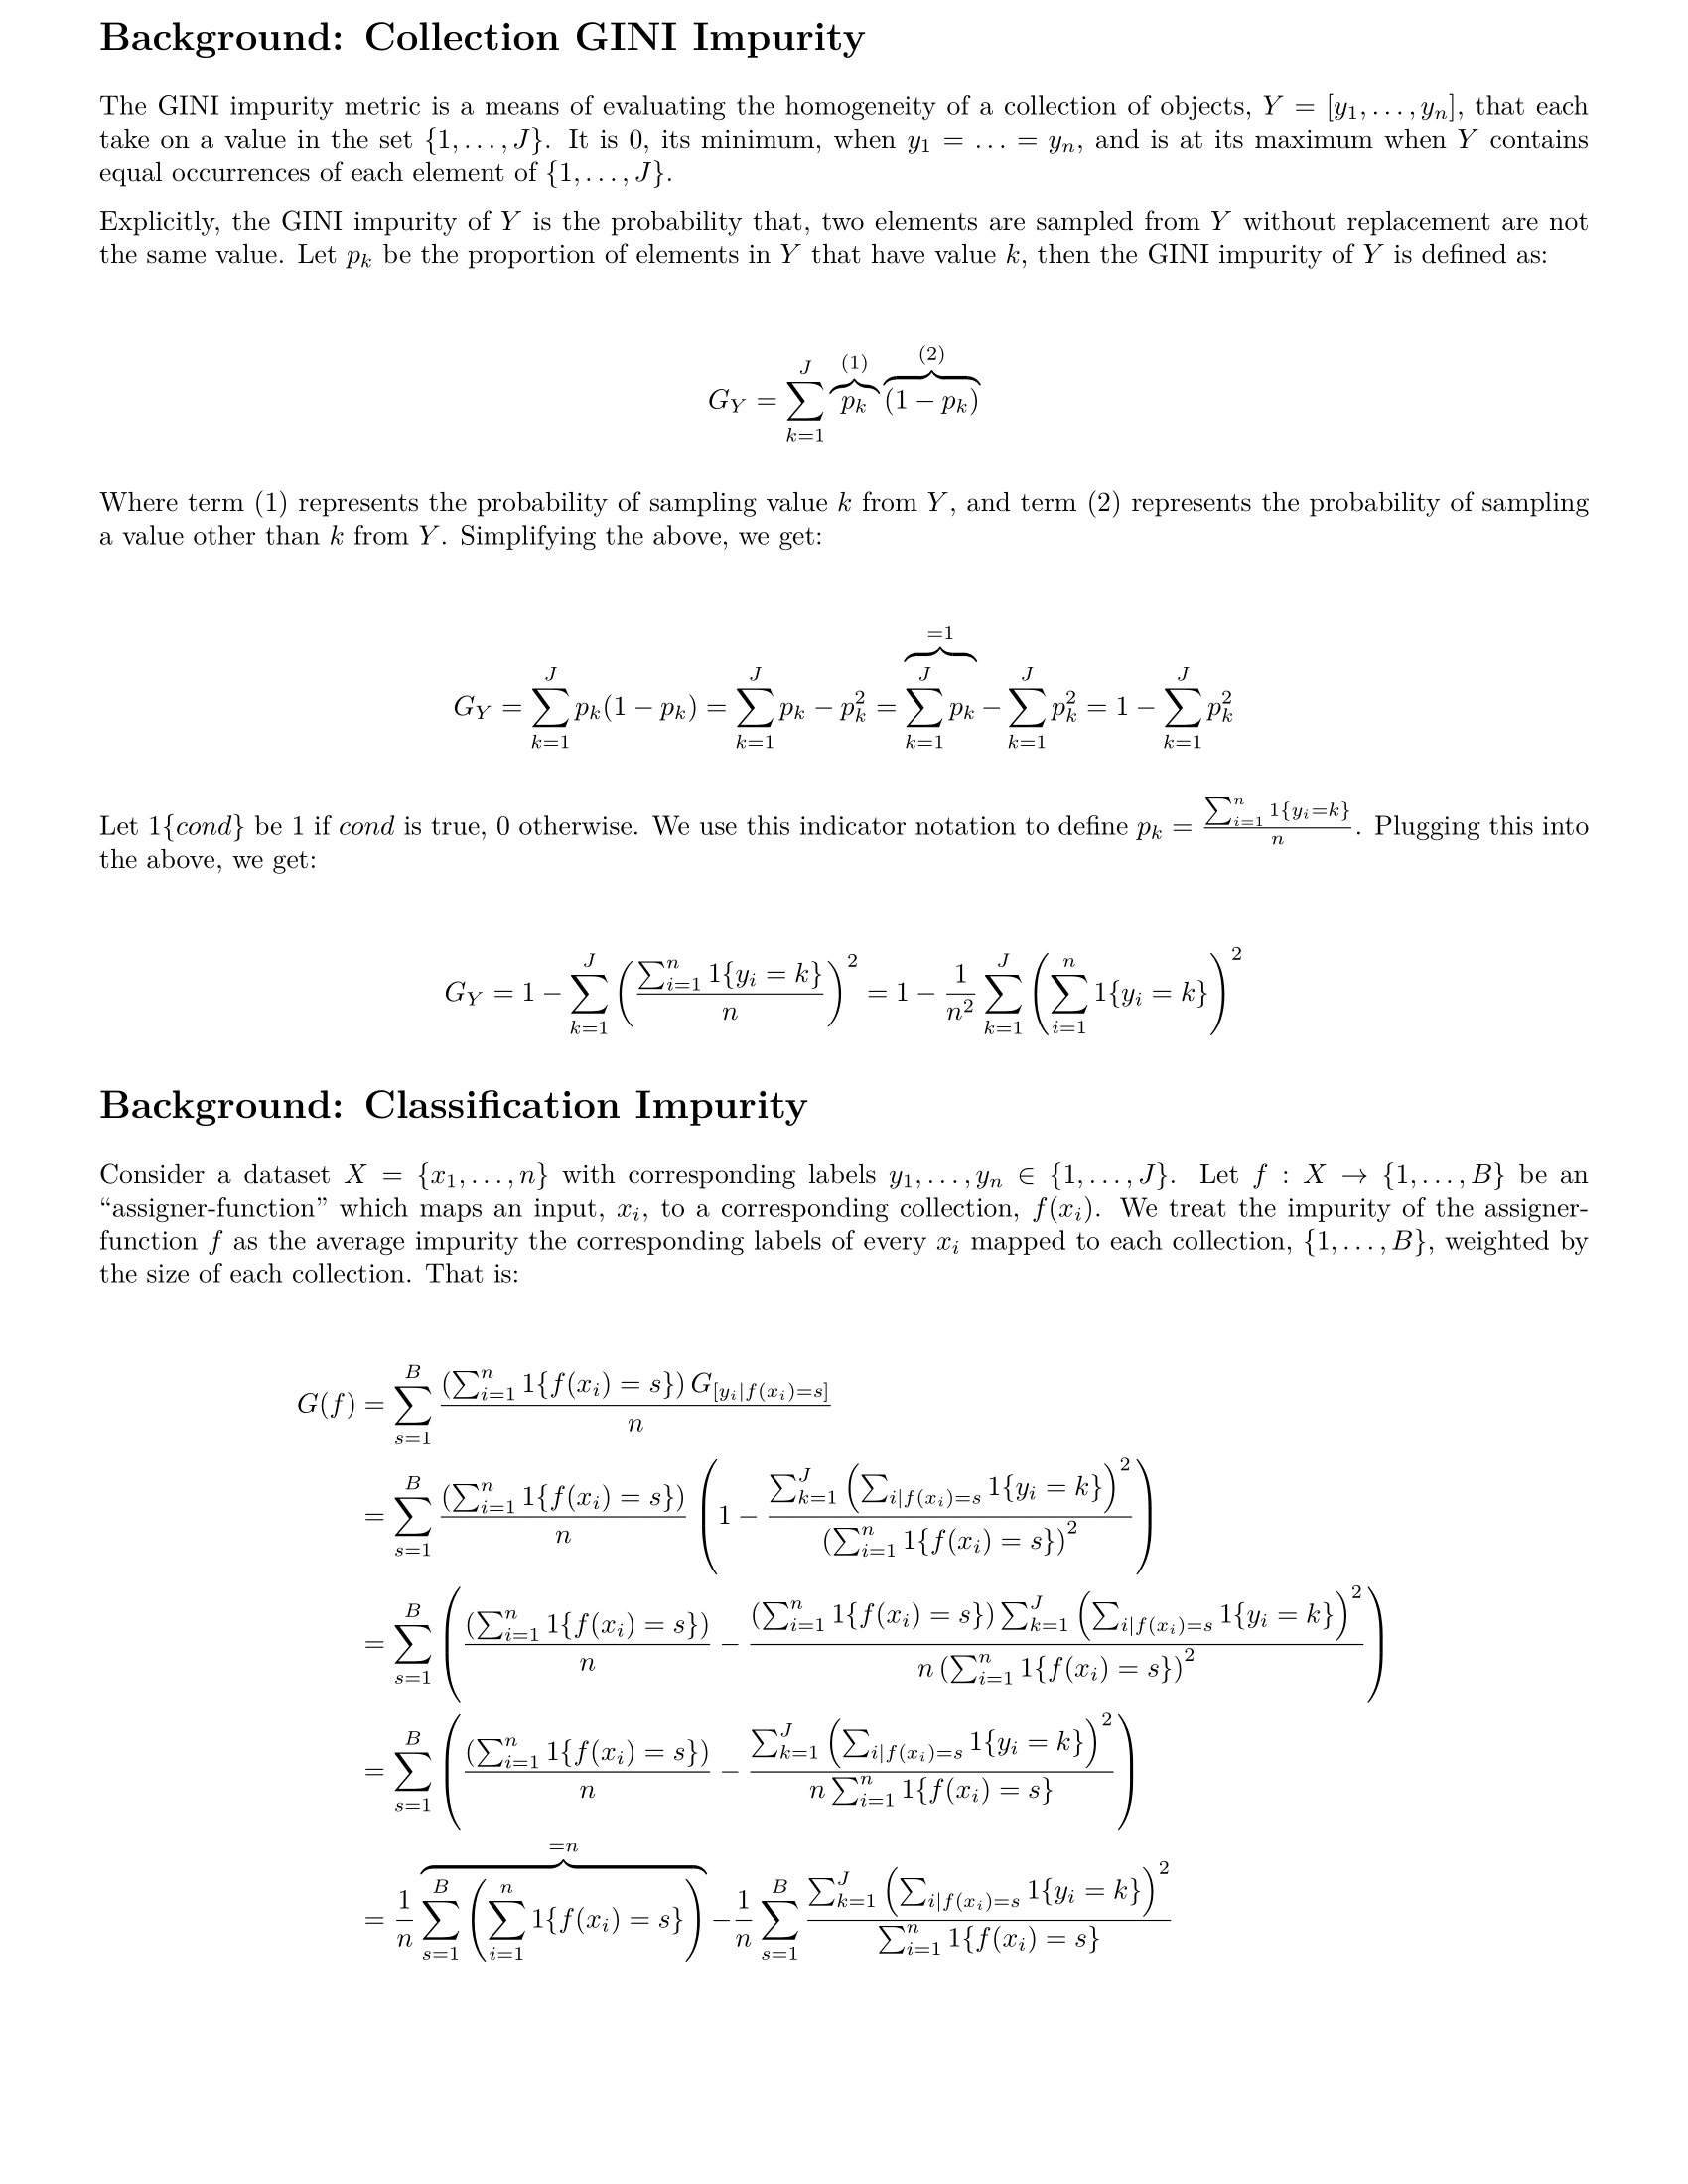 Background: Collection GINI Impurity
The GINI impurity metric is a means of evaluating the homogeneity of a collection of objects, $Y = [y_1, \ldots, y_n]$, that each
take on a value in the set $\{1, \ldots, J\}$. It is 0, its minimum, when $y_1 = \ldots = y_n$, and is at its maximum when $Y$ contains
equal occurrences of each element of $\{1, \ldots, J\}$.
Explicitly, the GINI impurity of $Y$ is the probability that, two elements are sampled from $Y$ without replacement are not
the same value. Let $p_k$ be the proportion of elements in $Y$ that have value $k$, then the GINI impurity of $Y$ is defined as:
$G_Y = \sum_{k=1}^{J} \overbrace{p_k}^{(1)} \overbrace{(1 - p_k)}^{(2)}$
Where term (1) represents the probability of sampling value $k$ from $Y$, and term (2) represents the probability of sampling
a value other than $k$ from $Y$. Simplifying the above, we get:
$G_Y = \sum_{k=1}^{J} p_k(1 - p_k) = \sum_{k=1}^{J} p_k - p_k^2 = \overbrace{\sum_{k=1}^{J} p_k}^{=1} - \sum_{k=1}^{J} p_k^2 = 1 - \sum_{k=1}^{J} p_k^2$
Let $1\{cond\}$ be 1 if $cond$ is true, 0 otherwise. We use this indicator notation to define $p_k = \frac{\sum_{i=1}^{n} 1\{y_i=k\}}{n}$. Plugging this into
the above, we get:
$G_Y = 1 - \sum_{k=1}^{J} \left( \frac{\sum_{i=1}^{n} 1\{y_i = k\}}{n} \right)^2 = 1 - \frac{1}{n^2} \sum_{k=1}^{J} \left( \sum_{i=1}^{n} 1\{y_i = k\} \right)^2$
Background: Classification Impurity
Consider a dataset $X = \{x_1, \ldots, n\}$ with corresponding labels $y_1, \ldots, y_n \in \{1, \ldots, J\}$. Let $f : X \to \{1, \ldots, B\}$ be an
“assigner-function” which maps an input, $x_i$, to a corresponding collection, $f(x_i)$. We treat the impurity of the assigner-
function $f$ as the average impurity the corresponding labels of every $x_i$ mapped to each collection, $\{1, \ldots, B\}$, weighted by
the size of each collection. That is:
$G(f) = \sum_{s=1}^{B} \frac{\left(\sum_{i=1}^{n} 1\{f(x_i) = s\}\right) G_{[y_i|f(x_i)=s]}}{n}$
$= \sum_{s=1}^{B} \frac{\left(\sum_{i=1}^{n} 1\{f(x_i) = s\}\right)}{n} \left( 1 - \frac{\sum_{k=1}^{J} \left( \sum_{i|f(x_i)=s} 1\{y_i = k\} \right)^2}{\left(\sum_{i=1}^{n} 1\{f(x_i) = s\}\right)^2} \right)$
$= \sum_{s=1}^{B} \left( \frac{\left(\sum_{i=1}^{n} 1\{f(x_i) = s\}\right)}{n} - \frac{\left(\sum_{i=1}^{n} 1\{f(x_i) = s\}\right) \sum_{k=1}^{J} \left( \sum_{i|f(x_i)=s} 1\{y_i = k\} \right)^2}{n \left(\sum_{i=1}^{n} 1\{f(x_i) = s\}\right)^2} \right)$
$= \sum_{s=1}^{B} \left( \frac{\left(\sum_{i=1}^{n} 1\{f(x_i) = s\}\right)}{n} - \frac{\sum_{k=1}^{J} \left( \sum_{i|f(x_i)=s} 1\{y_i = k\} \right)^2}{n \sum_{i=1}^{n} 1\{f(x_i) = s\}} \right)$
$= \frac{1}{n} \overbrace{\sum_{s=1}^{B} \left( \sum_{i=1}^{n} 1\{f(x_i) = s\} \right)}^{=n} - \frac{1}{n} \sum_{s=1}^{B} \frac{\sum_{k=1}^{J} \left( \sum_{i|f(x_i)=s} 1\{y_i = k\} \right)^2}{\sum_{i=1}^{n} 1\{f(x_i) = s\}}$